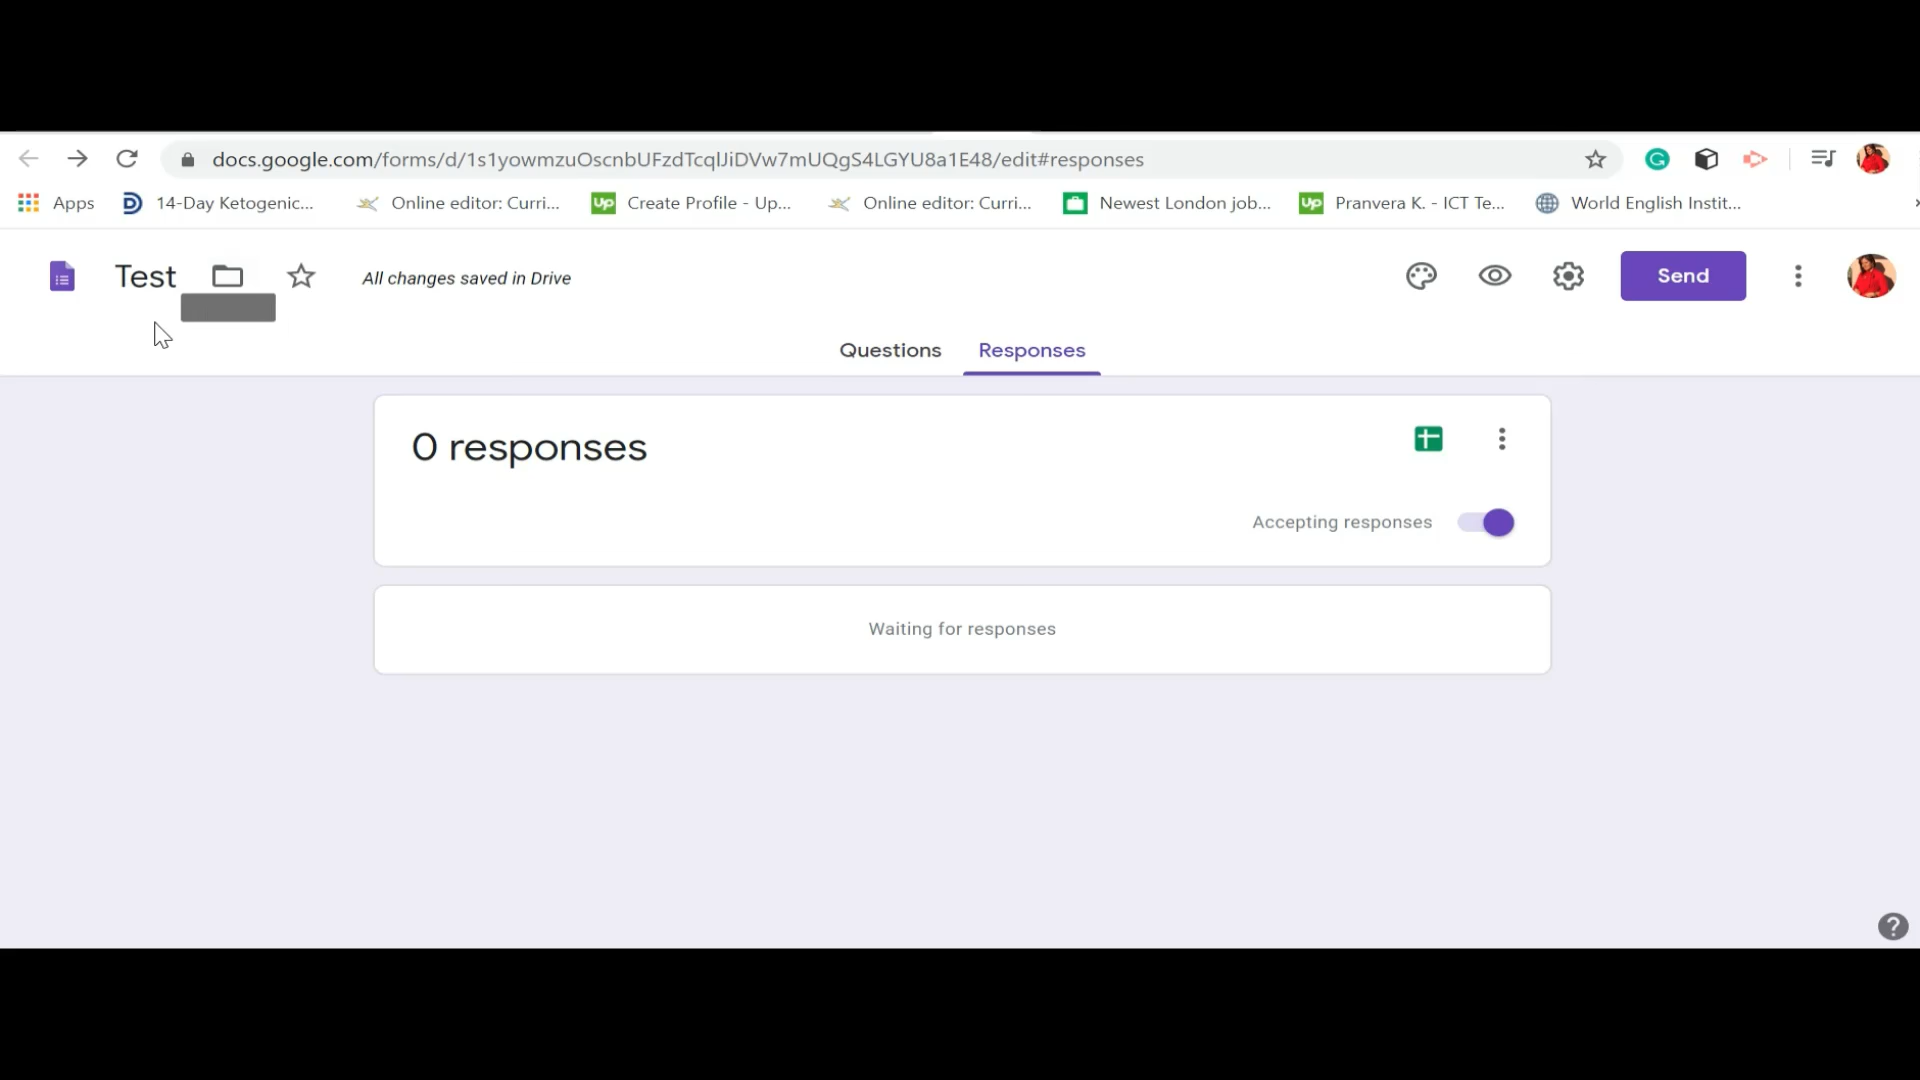 docs.google.com/forms/d/1s1yowmzuOscnbUFzdTcqlJiDVw7mUQgS4LGYU8a1E48/edit#responses
Apps 14-Day Ketogenic... Online editor: Curri... Up Create Profile - Up... Online editor: Curri... Newest London job... Up Pranvera K. - ICT Te... World English Instit...
Test All changes saved in Drive Send
Questions Responses
0 responses
Accepting responses
Waiting for responses
?